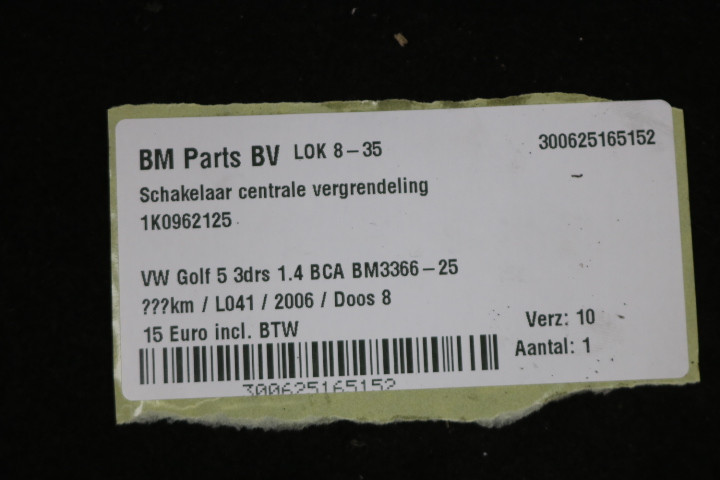 BM Parts BV LOK 8-35 300625165152
Schakelaar centrale vergrendeling
1K0962125
VW Golf 5 3drs 1.4 BCA BM3366-25
???km / L041 / 2006 / Doos 8
15 Euro incl. BTW
Verz: 10
Aantal: 1
300625165152